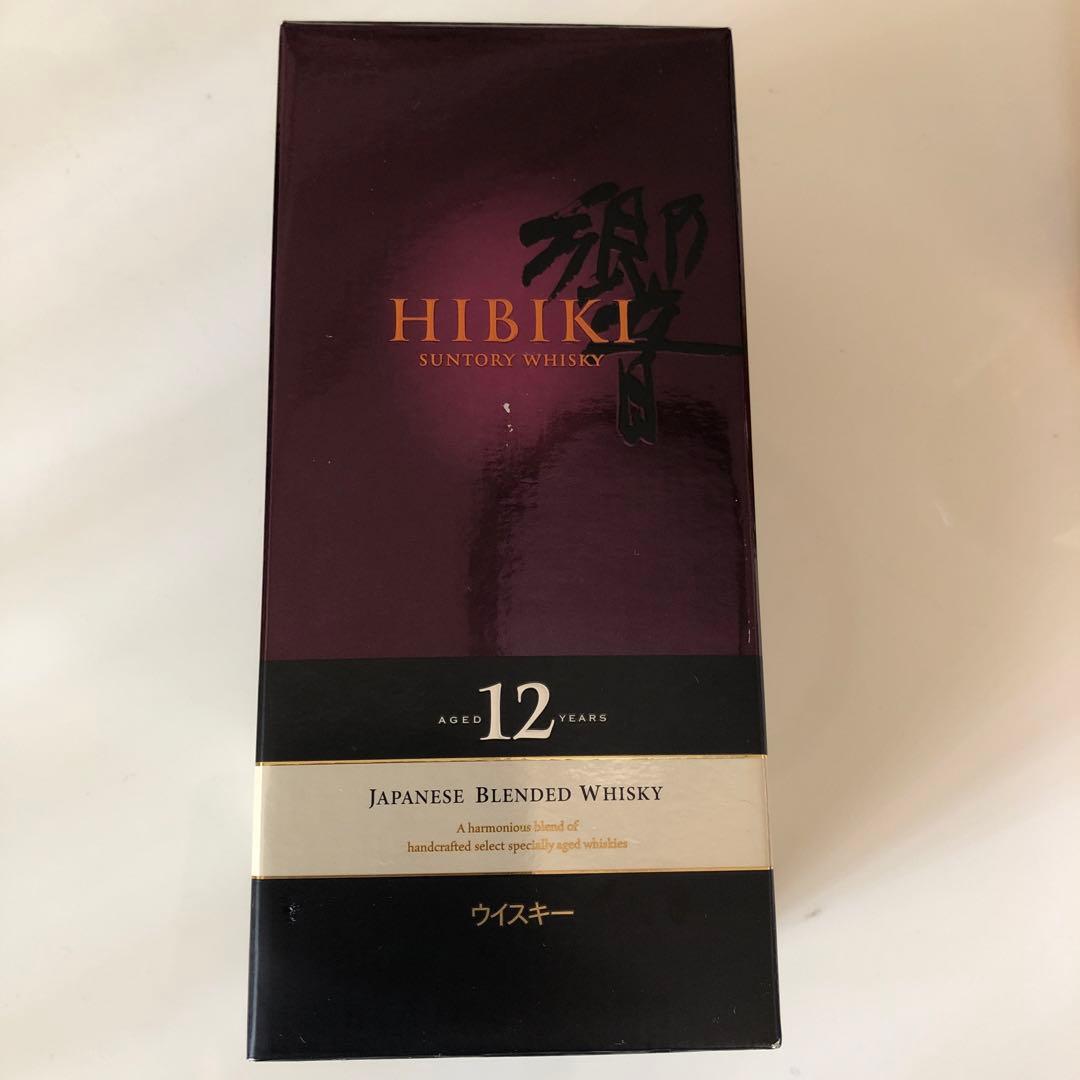 響
HIBIKI
SUNTORY WHISKY
AGED 12 YEARS
JAPANESE BLENDED WHISKY
A harmonious blend of
handcrafted select specially aged whiskies
ウイスキー